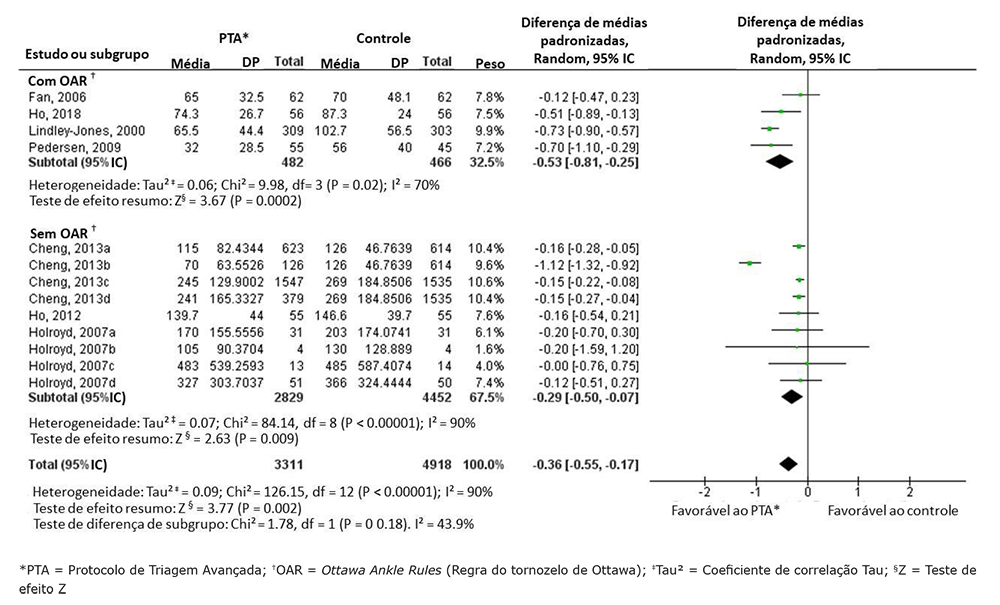 PTA* Controle Diferença de médias padronizadas, Random, 95% IC Diferença de médias padronizadas, Random, 95% IC
Estudo ou subgrupo Média DP Total Média DP Total Peso
Com OAR †
Fan, 2006 65 32.5 62 70 48.1 62 7.8% -0.12 [-0.47, 0.23]
Ho, 2018 74.3 26.7 56 87.3 24 56 7.5% -0.51 [-0.89, -0.13]
Lindley-Jones, 2000 65.5 44.4 309 102.7 56.5 303 9.9% -0.73 [-0.90, -0.57]
Pedersen, 2009 32 28.5 55 56 40 45 7.4% -0.70 [-1.10, -0.29]
Subtotal (95% IC) 482 466 32.5% -0.53 [-0.81, -0.25]
Heterogeneidade: Tau²‡ = 0.06; Chi² = 9.98, df= 3 (P = 0.02); I² = 70%
Teste de efeito resumo: Z§ = 3.67 (P = 0.0002)
Sem OAR †
Cheng, 2013a 115 82.4344 623 126 46.7639 614 10.4% -0.16 [-0.28, -0.05]
Cheng, 2013b 70 63.5526 126 126 46.7639 614 9.6% -1.12 [-1.32, -0.92]
Cheng, 2013c 245 129.9002 1547 269 184.8506 1535 10.6% -0.15 [-0.22, -0.08]
Cheng, 2013d 241 165.3327 379 269 184.8506 1535 10.5% -0.15 [-0.27, -0.04]
Ho, 2012 139.7 44 55 146.6 39.7 55 7.6% -0.16 [-0.54, 0.21]
Holroyd, 2007a 170 155.5556 31 203 174.0741 31 6.1% -0.20 [-0.70, 0.30]
Holroyd, 2007b 105 90.3704 4 130 128.889 4 1.6% -0.20 [-1.59, 1.20]
Holroyd, 2007c 483 539.2593 13 485 587.4074 14 4.0% -0.00 [-0.76, 0.75]
Holroyd, 2007d 327 303.7037 51 366 324.4444 50 7.4% -0.12 [-0.51, 0.27]
Subtotal (95%IC) 2829 4452 67.5% -0.29 [-0.50, -0.07]
Heterogeneidade: Tau²‡ = 0.07; Chi² = 84.14, df = 8 (P < 0.00001); I² = 90%
Teste de efeito resumo: Z § = 2.63 (P = 0.009)
Total (95% IC) 3311 4918 100.0% -0.36 [-0.55, -0.17]
Heterogeneidade: Tau²‡ = 0.09; Chi² = 126.15, df = 12 (P < 0.00001); I² = 90%
Teste de efeito resumo: Z § = 3.77 (P = 0.002)
Teste de diferença de subgrupo: Chi² = 1.78, df = 1 (P = 0 0.18). I² = 43.9%
-2 -1 0 1 2
Favorável ao PTA* Favorável ao controle
*PTA = Protocolo de Triagem Avançada; †OAR = Ottawa Ankle Rules (Regra do tornozelo de Ottawa); ‡Tau² = Coeficiente de correlação Tau; §Z = Teste de
efeito Z